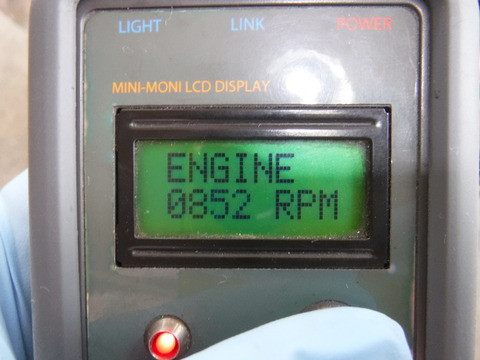 LIGHT LINK POWER
MINI-MONI LCD DISPLAY
ENGINE
0852 RPM